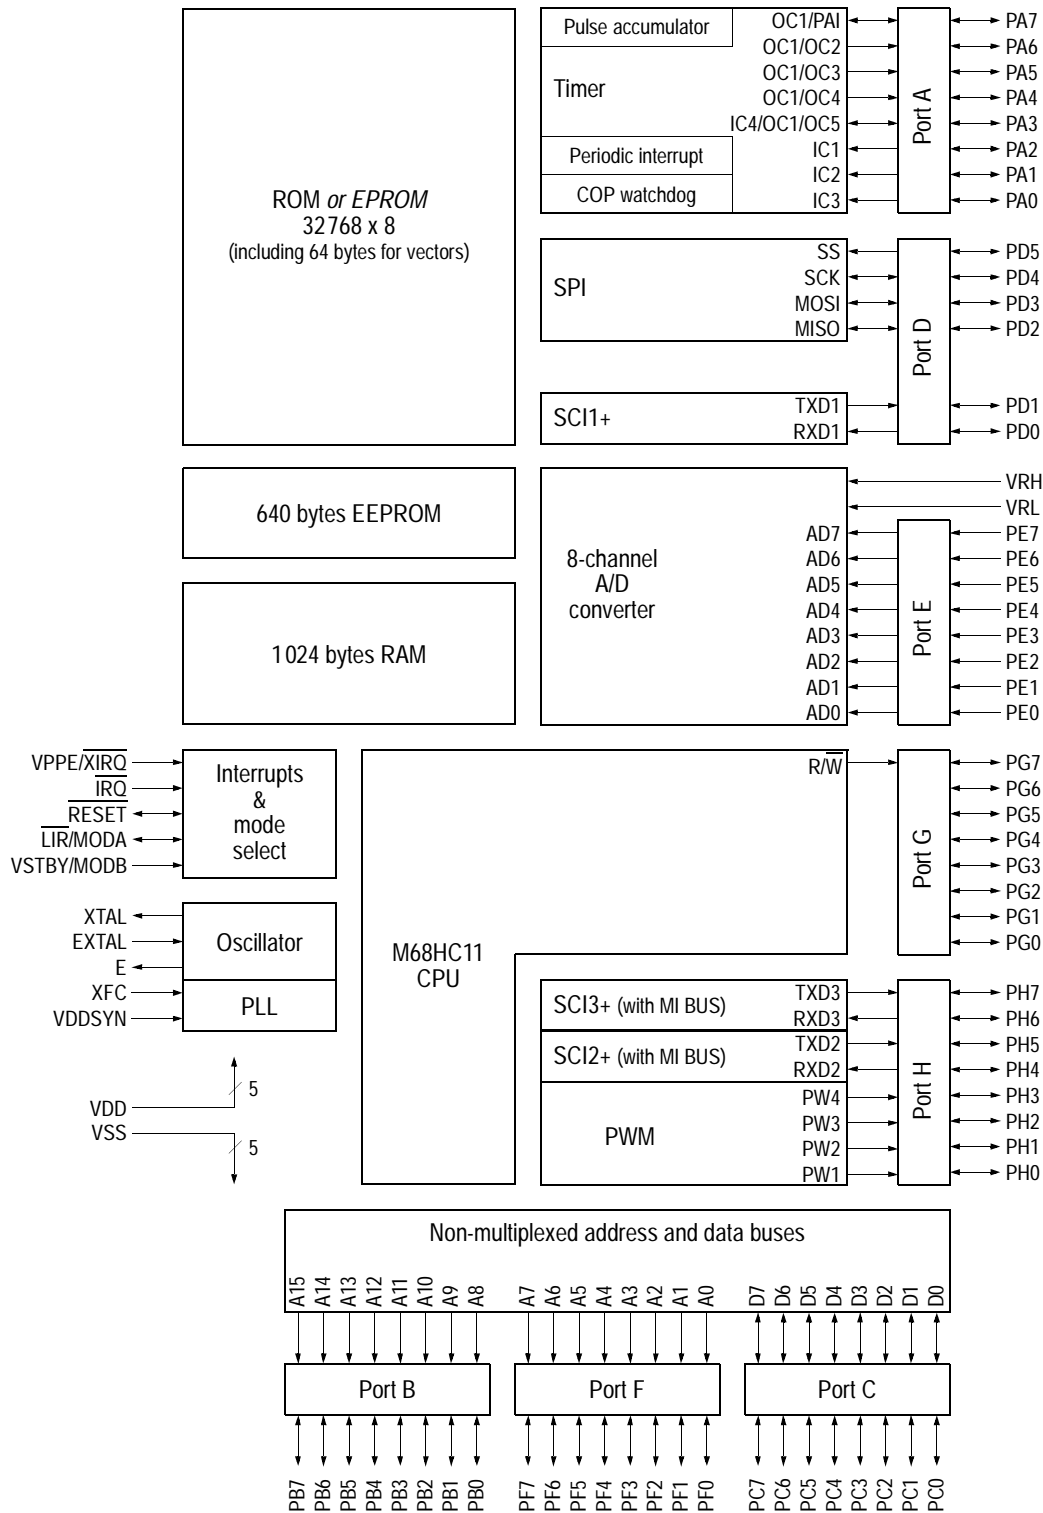 Pulse accumulator
Timer
Periodic interrupt
COP watchdog
OC1/PAI
OC1/OC2
OC1/OC3
OC1/OC4
IC4/OC1/OC5
IC1
IC2
IC3
Port A
PA7
PA6
PA5
PA4
PA3
PA2
PA1
PA0
ROM or EPROM
32768 x 8
(including 64 bytes for vectors)
SPI
SS
SCK
MOSI
MISO
SCI1+
TXD1
RXD1
Port D
PD5
PD4
PD3
PD2
PD1
PD0
640 bytes EEPROM
1024 bytes RAM
8-channel
A/D
converter
AD7
AD6
AD5
AD4
AD3
AD2
AD1
AD0
Port E
VRH
VRL
PE7
PE6
PE5
PE4
PE3
PE2
PE1
PE0
VPPE/XIRQ
IRQ
RESET
LIR/MODA
VSTBY/MODB
Interrupts
&
mode
select
XTAL
EXTAL
E
XFC
VDDSYN
Oscillator
PLL
VDD
VSS
5
5
M68HC11
CPU
R/W
Port G
PG7
PG6
PG5
PG4
PG3
PG2
PG1
PG0
SCI3+ (with MI BUS)
TXD3
RXD3
SCI2+ (with MI BUS)
TXD2
RXD2
PWM
PW4
PW3
PW2
PW1
Port H
PH7
PH6
PH5
PH4
PH3
PH2
PH1
PH0
Non-multiplexed address and data buses
A15 A14 A13 A12 A11 A10 A9 A8
A7 A6 A5 A4 A3 A2 A1 A0
D7 D6 D5 D4 D3 D2 D1 D0
Port B
Port F
Port C
PB7 PB6 PB5 PB4 PB3 PB2 PB1 PB0
PF7 PF6 PF5 PF4 PF3 PF2 PF1 PF0
PC7 PC6 PC5 PC4 PC3 PC2 PC1 PC0